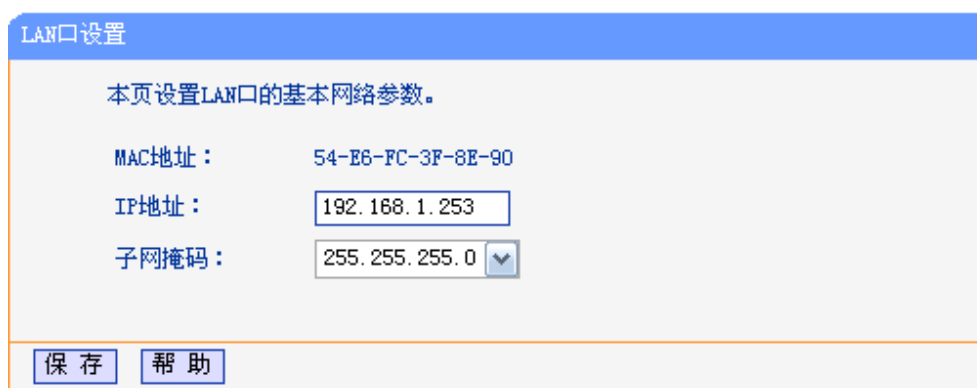 LAN口设置
本页设置LAN口的基本网络参数。
MAC地址： 54-E6-FC-3F-8E-90
IP地址： 192.168.1.253
子网掩码： 255.255.255.0
保 存 帮 助